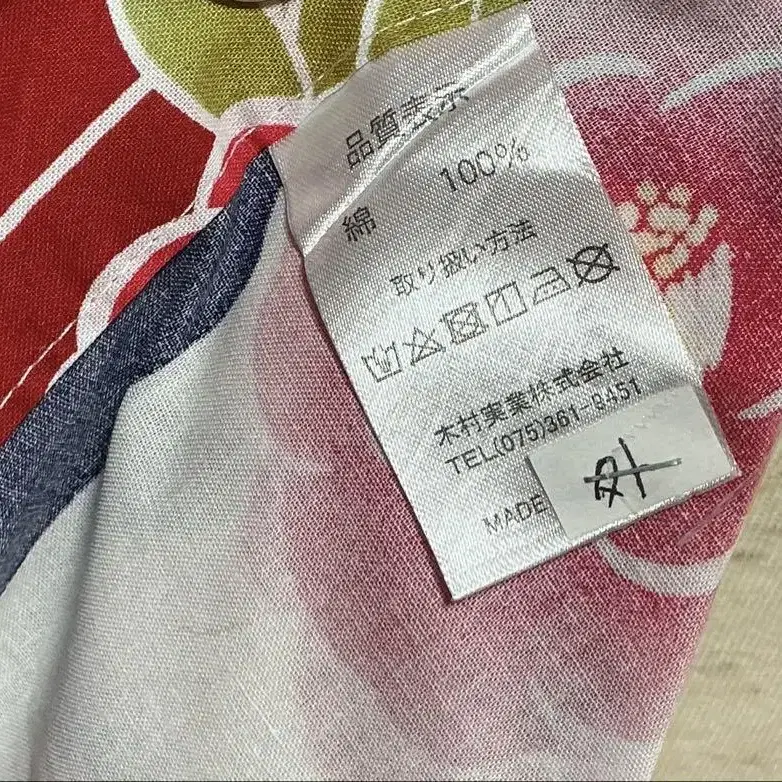 品質表示
綿 100%
取り扱い方法
木村実業株式会社
TEL(075)361-8451
MADE